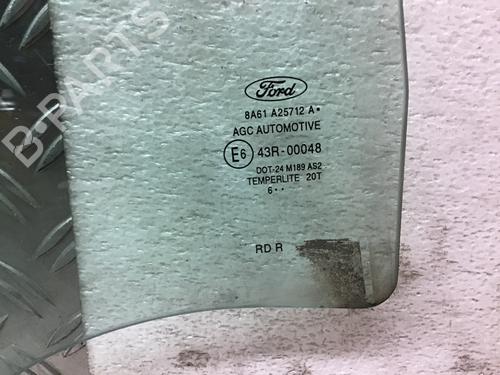 B-PARTS
Ford
8A61 A25712 A•
AGC AUTOMOTIVE
E6 43R-00048
DOT-24 M189 AS2
TEMPERLITE 20T
6 • •
RD R